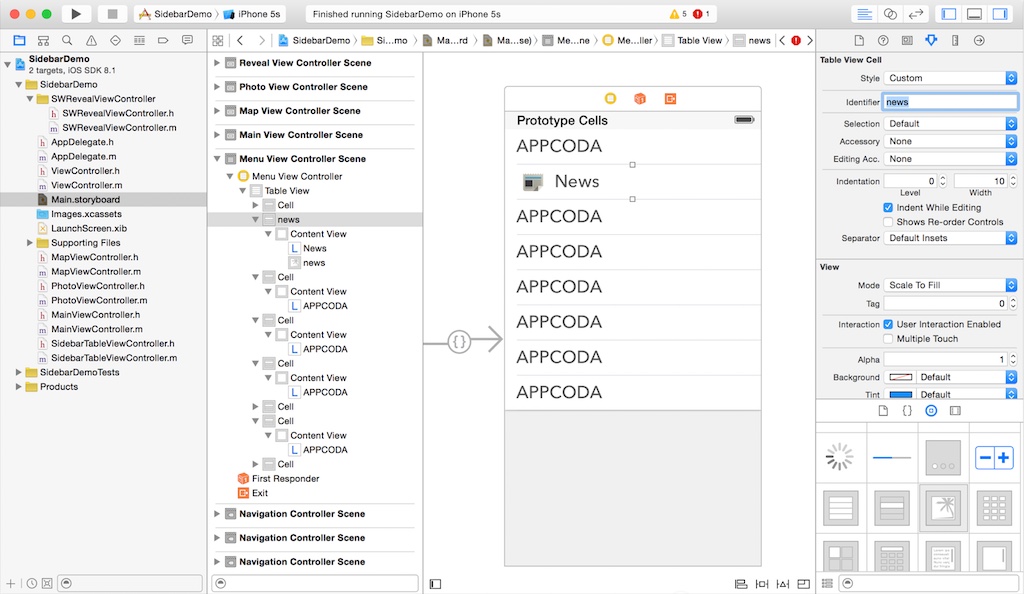 SidebarDemo
iPhone 5s
Finished running SidebarDemo on iPhone 5s
5
1
SidebarDemo
Si...mo
Ma...rd
Ma...se)
Me...ne
Me...ller
Table View
news
SidebarDemo
2 targets, iOS SDK 8.1
SidebarDemo
SWRevealViewController
h SWRevealViewController.h
m SWRevealViewController.m
h AppDelegate.h
m AppDelegate.m
h ViewController.h
m ViewController.m
Main.storyboard
Images.xcassets
LaunchScreen.xib
Supporting Files
h MapViewController.h
m MapViewController.m
h PhotoViewController.h
m PhotoViewController.m
h MainViewController.h
m MainViewController.m
h SidebarTableViewController.h
m SidebarTableViewController.m
SidebarDemoTests
Products
Reveal View Controller Scene
Photo View Controller Scene
Map View Controller Scene
Main View Controller Scene
Menu View Controller Scene
Menu View Controller
Table View
Cell
news
Content View
L News
news
Cell
Content View
L APPCODA
Cell
Content View
L APPCODA
Cell
Content View
L APPCODA
Cell
Cell
Content View
L APPCODA
Cell
First Responder
Exit
Navigation Controller Scene
Navigation Controller Scene
Navigation Controller Scene
{}
Prototype Cells
APPCODA
News
APPCODA
APPCODA
APPCODA
APPCODA
APPCODA
APPCODA
Table View Cell
Style Custom
Identifier news
Selection Default
Accessory None
Editing Acc. None
Indentation 0 10
Level Width
Indent While Editing
Shows Re-order Controls
Separator Default Insets
View
Mode Scale To Fill
Tag 0
Interaction User Interaction Enabled
Multiple Touch
Alpha 1
Background Default
Tint Default
{}